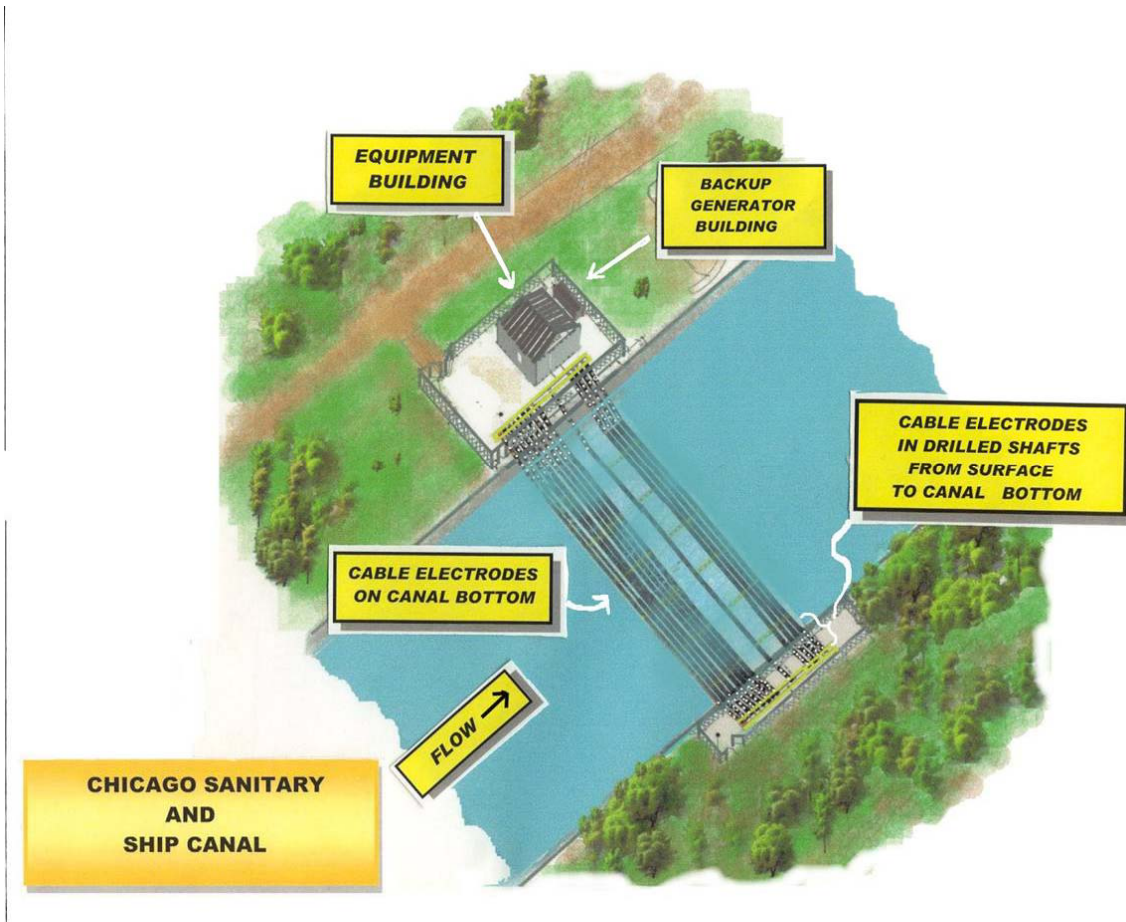 EQUIPMENT
BUILDING
BACKUP
GENERATOR
BUILDING
CABLE ELECTRODES
IN DRILLED SHAFTS
FROM SURFACE
TO CANAL BOTTOM
CABLE ELECTRODES
ON CANAL BOTTOM
FLOW
CHICAGO SANITARY
AND
SHIP CANAL